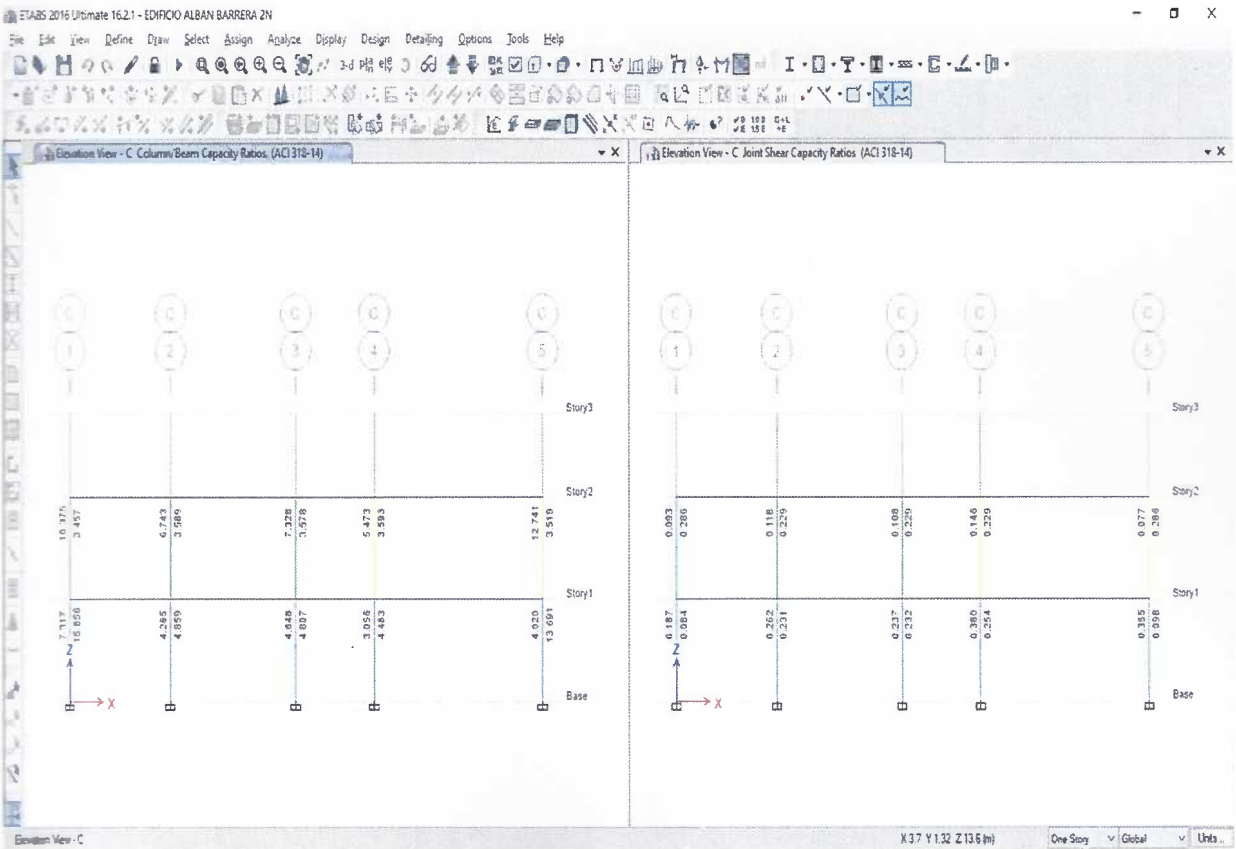 ETABS 2016 Ultimate 16.2.1 - EDIFICIO ALBAN BARRERA 2N
File Edit View Define Draw Select Assign Analyze Display Design Detailing Options Tools Help
Elevation View - C Column/Beam Capacity Ratios (ACI 318-14)
C C C C C
1 2 3 4 5
Story3
Story2
3.457
6.743
3.589
7.328
3.578
5.473
3.593
12.741
3.519
Story1
16.856
4.265
4.859
4.648
4.807
3.056
4.483
4.020
13.691
Z
X
Base
Elevation View - C Joint Shear Capacity Ratios (ACI 318-14)
C C C C C
1 2 3 4 5
Story3
Story2
0.093
0.286
0.118
0.229
0.108
0.229
0.146
0.229
0.077
0.286
Story1
0.187
0.084
0.262
0.231
0.237
0.232
0.380
0.254
0.355
0.098
Z
X
Base
Elevation View - C
X 3.7 Y 1.32 Z 13.6 (m)
One Story
Global
Units...